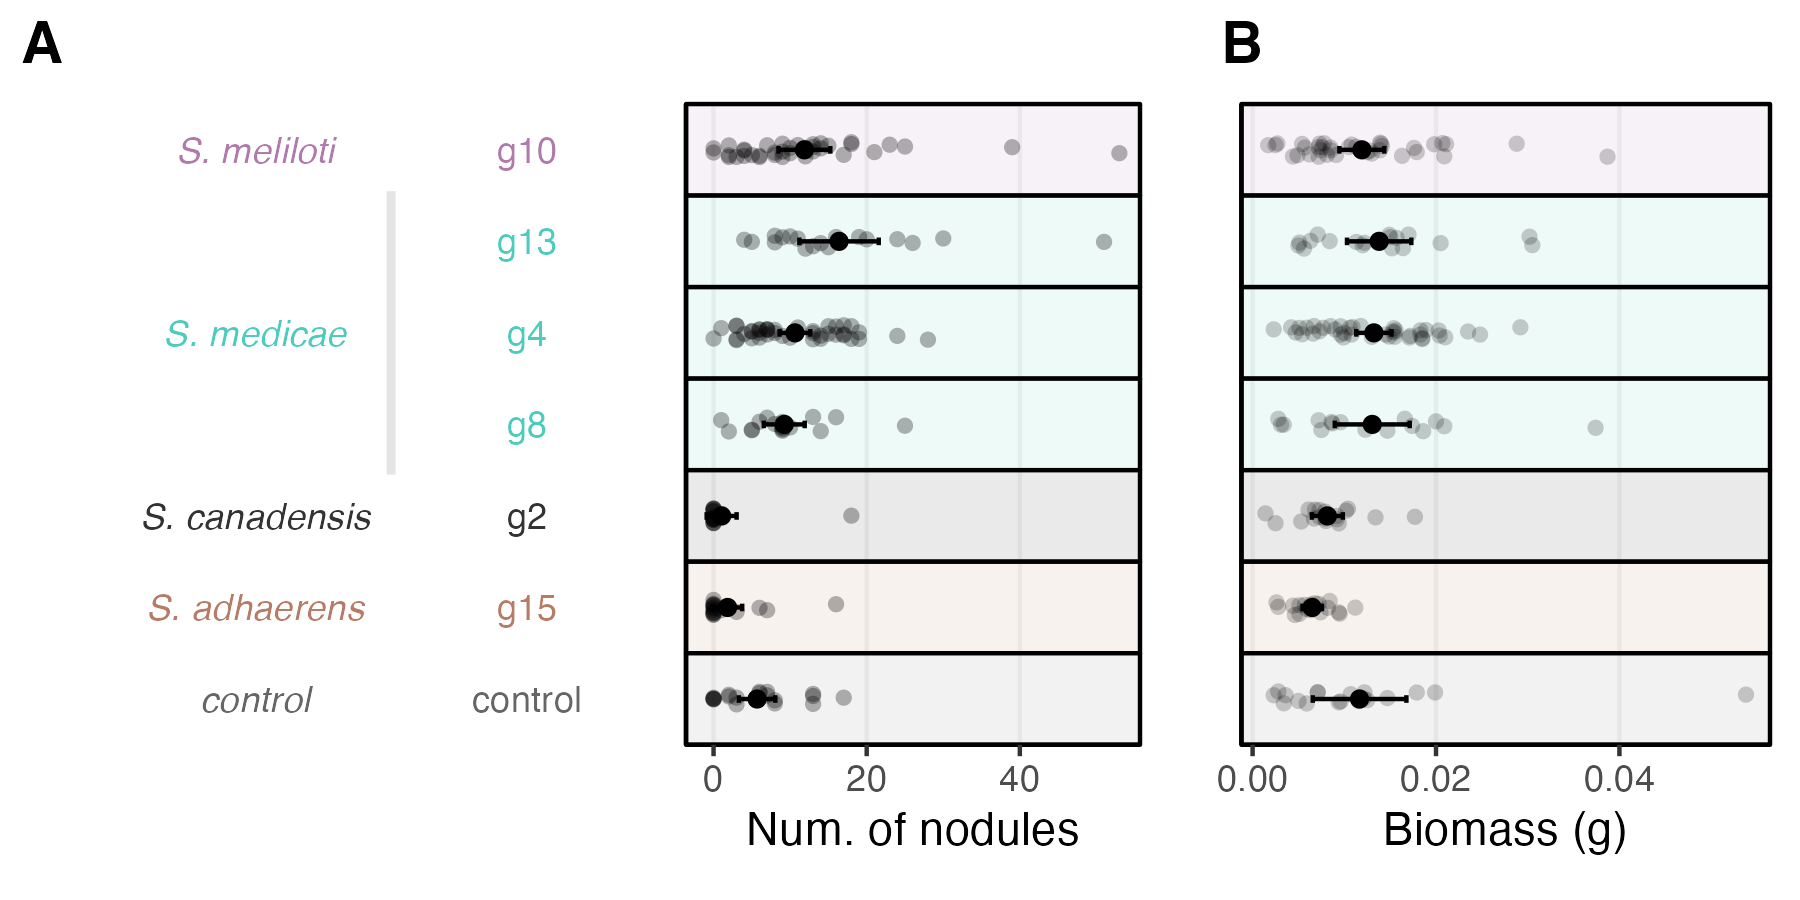 A
B
S. meliloti g10
g13
S. medicae g4
g8
S. canadensis g2
S. adhaerens g15
control control
0 20 40
0.00 0.02 0.04
Num. of nodules
Biomass (g)